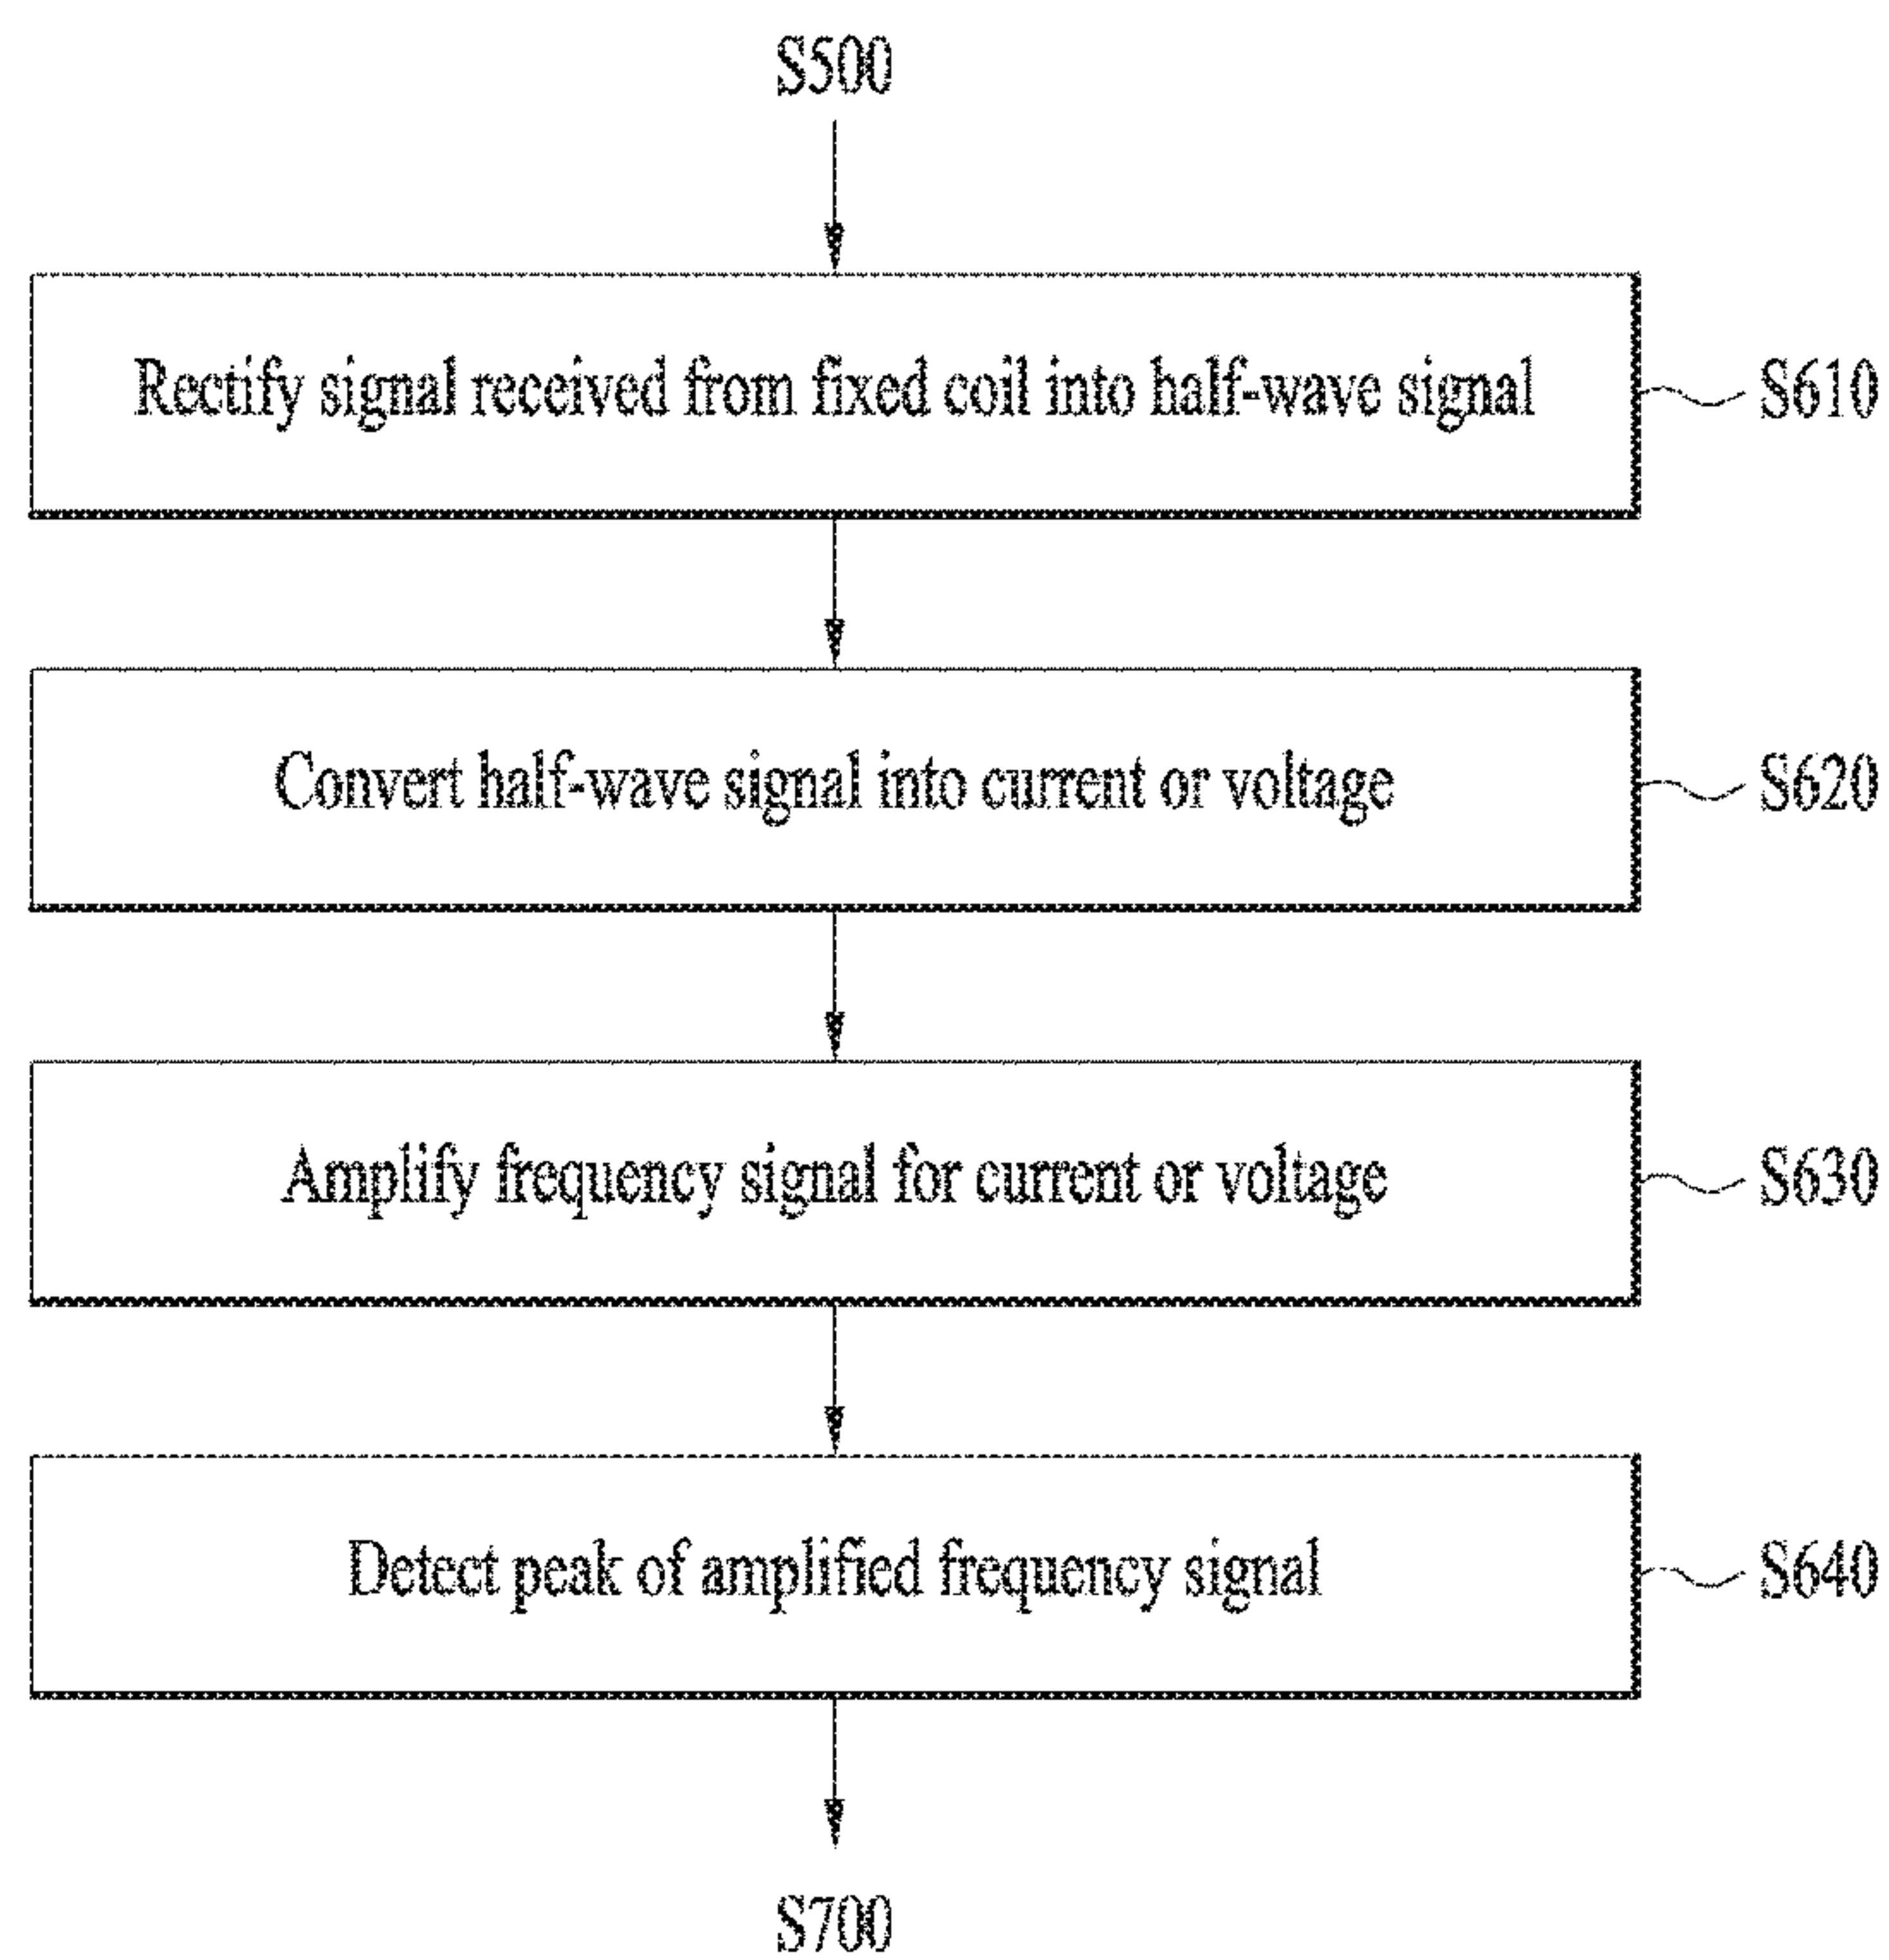 S500
Rectify signal received from fixed coil into half-wave signal
S610
Convert half-wave signal into current or voltage
S620
Amplify frequency signal for current or voltage
S630
Detect peak of amplified frequency signal
S640
S700